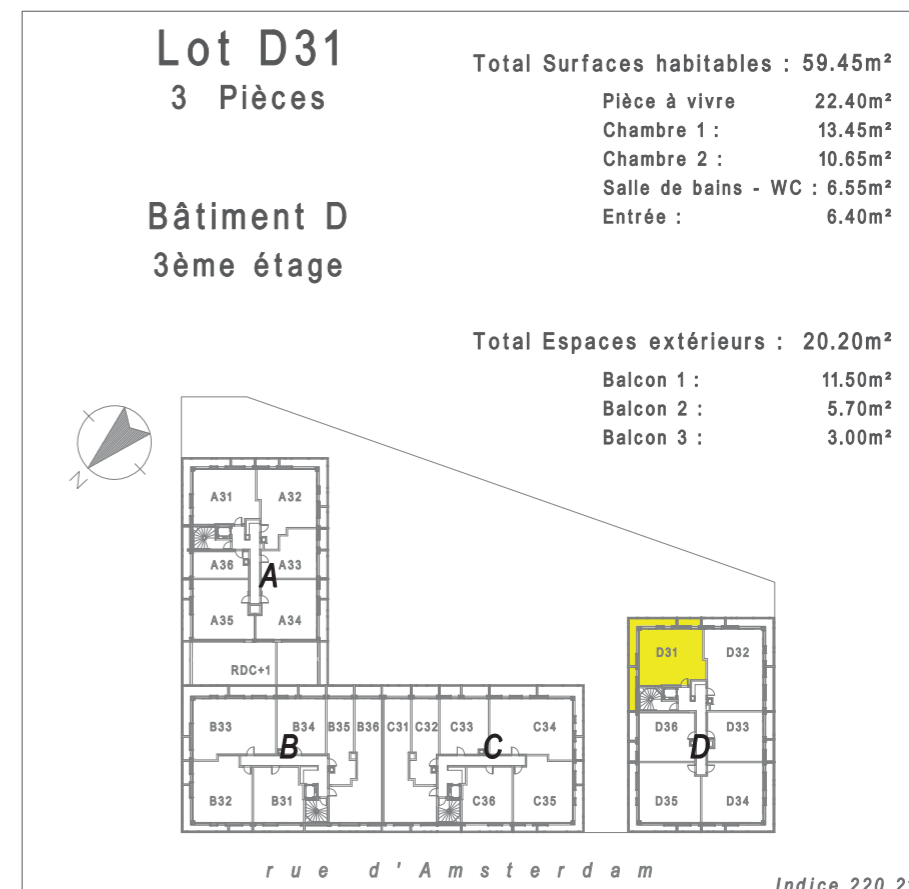 Lot D31
3 Pièces
Bâtiment D
3ème étage
Total Surfaces habitables : 59.45m²
Pièce à vivre 22.40m²
Chambre 1 : 13.45m²
Chambre 2 : 10.65m²
Salle de bains - WC : 6.55m²
Entrée : 6.40m²
Total Espaces extérieurs : 20.20m²
Balcon 1 : 11.50m²
Balcon 2 : 5.70m²
Balcon 3 : 3.00m²
N
A31 A32
A36 A33
A
A35 A34
RDC+1
D31 D32
D36 D33
D
D35 D34
B33 B34 B35 B36 C31 C32 C33 C34
B C
B32 B31 C36 C35
rue d'Amsterdam
Indice 220 2